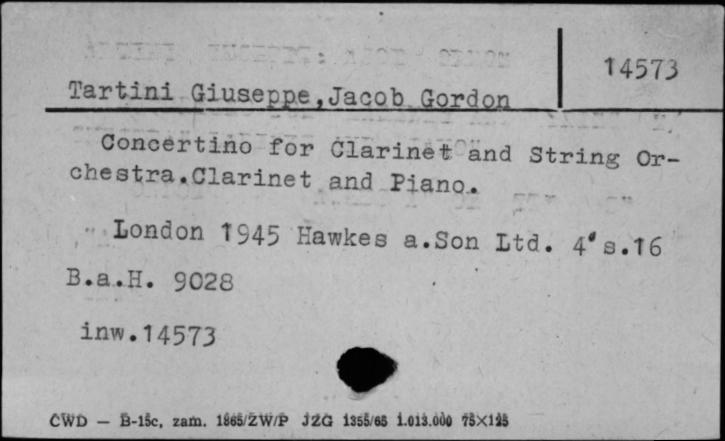 14573
Tartini Giuseppe,Jacob Gordon
Concertino for Clarinet and String Or-
chestra.Clarinet and Piano.
London 1945 Hawkes a.Son Ltd. 4° s.16
B.a.H. 9028
inw.14573
CWD — B-15c, zam. 1865/ZW/P JZG 1355/65 1.013.000 75×125